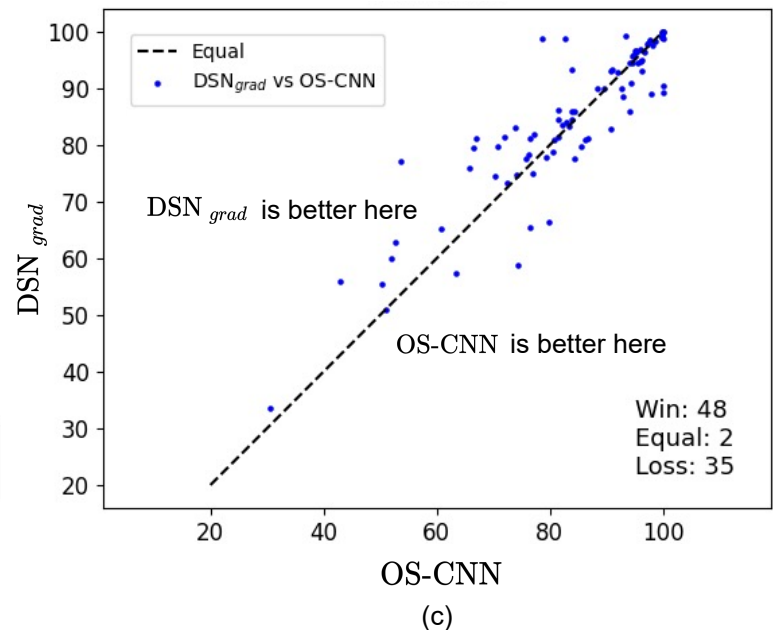 100
90
80
70
60
50
40
30
20
DSN grad
Equal
DSNgrad vs OS-CNN
DSN grad is better here
OS-CNN is better here
Win: 48
Equal: 2
Loss: 35
20
40
60
80
100
OS-CNN
(c)